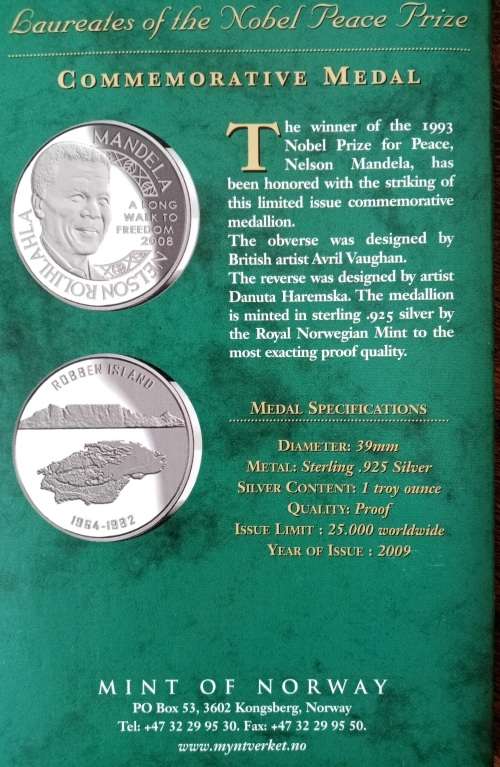 Laureates of the Nobel Peace Prize
COMMEMORATIVE MEDAL
MANDELA
A LONG
WALK TO
FREEDOM
2008
NELSON ROLIHLAHLA
The winner of the 1993
Nobel Prize for Peace,
Nelson Mandela, has
been honored with the striking of
this limited issue commemorative
medallion.
The obverse was designed by
British artist Avril Vaughan.
The reverse was designed by artist
Danuta Haremska. The medallion
is minted in sterling .925 silver by
the Royal Norwegian Mint to the
most exacting proof quality.
ROBBEN ISLAND
1964-1982
MEDAL SPECIFICATIONS
DIAMETER: 39mm
METAL: Sterling .925 Silver
SILVER CONTENT: 1 troy ounce
QUALITY: Proof
ISSUE LIMIT : 25.000 worldwide
YEAR OF ISSUE : 2009
MINT OF NORWAY
PO Box 53, 3602 Kongsberg, Norway
Tel: +47 32 29 95 30. Fax: +47 32 29 95 50.
www.myntverket.no